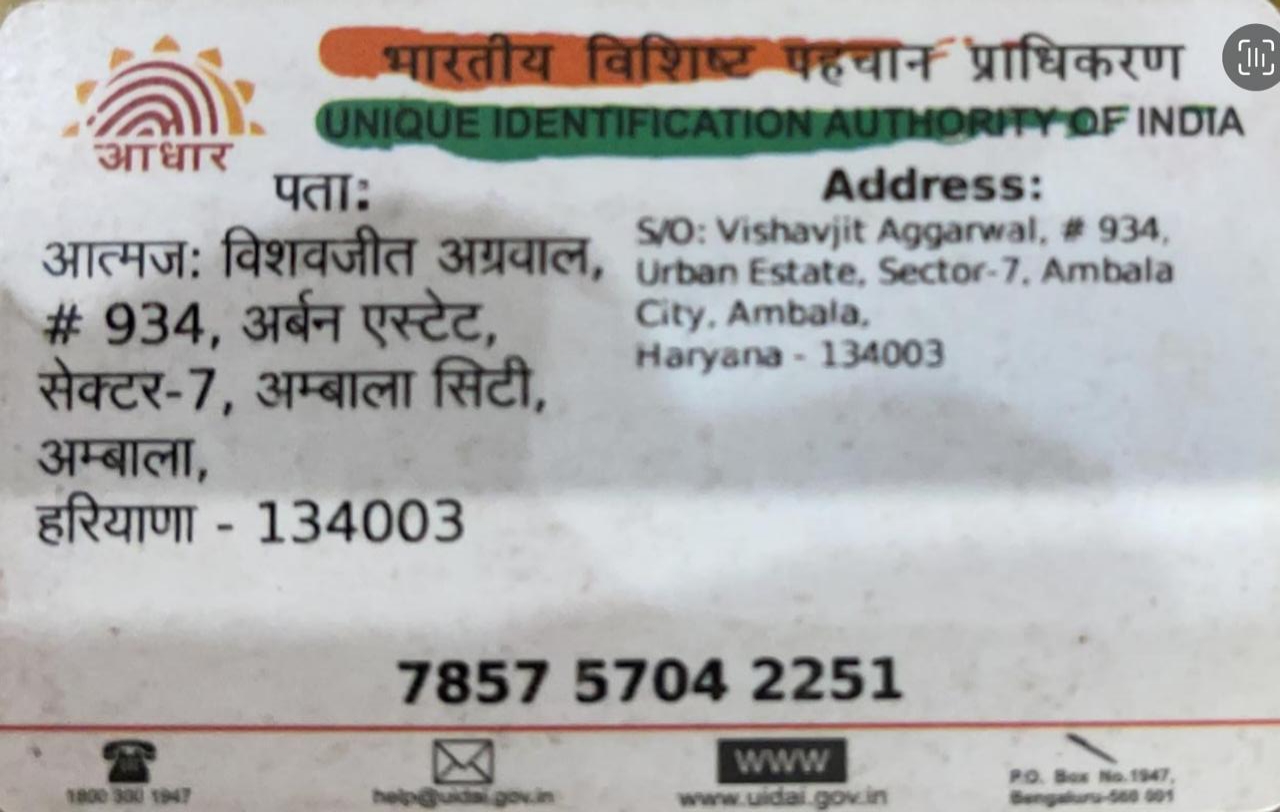 भारतीय विशिष्ट पहचान प्राधिकरण
UNIQUE IDENTIFICATION AUTHORITY OF INDIA
आधार
पता:
आत्मज: विशवजीत अग्रवाल,
# 934, अर्बन एस्टेट,
सेक्टर-7, अम्बाला सिटी,
अम्बाला,
हरियाणा - 134003
Address:
S/O: Vishavjit Aggarwal, # 934,
Urban Estate, Sector-7, Ambala
City, Ambala,
Haryana - 134003
7857 5704 2251
1800 300 1947
help@uidai.gov.in
WWW
www.uidai.gov.in
P.O. Box No.1947,
Bengaluru-560 001